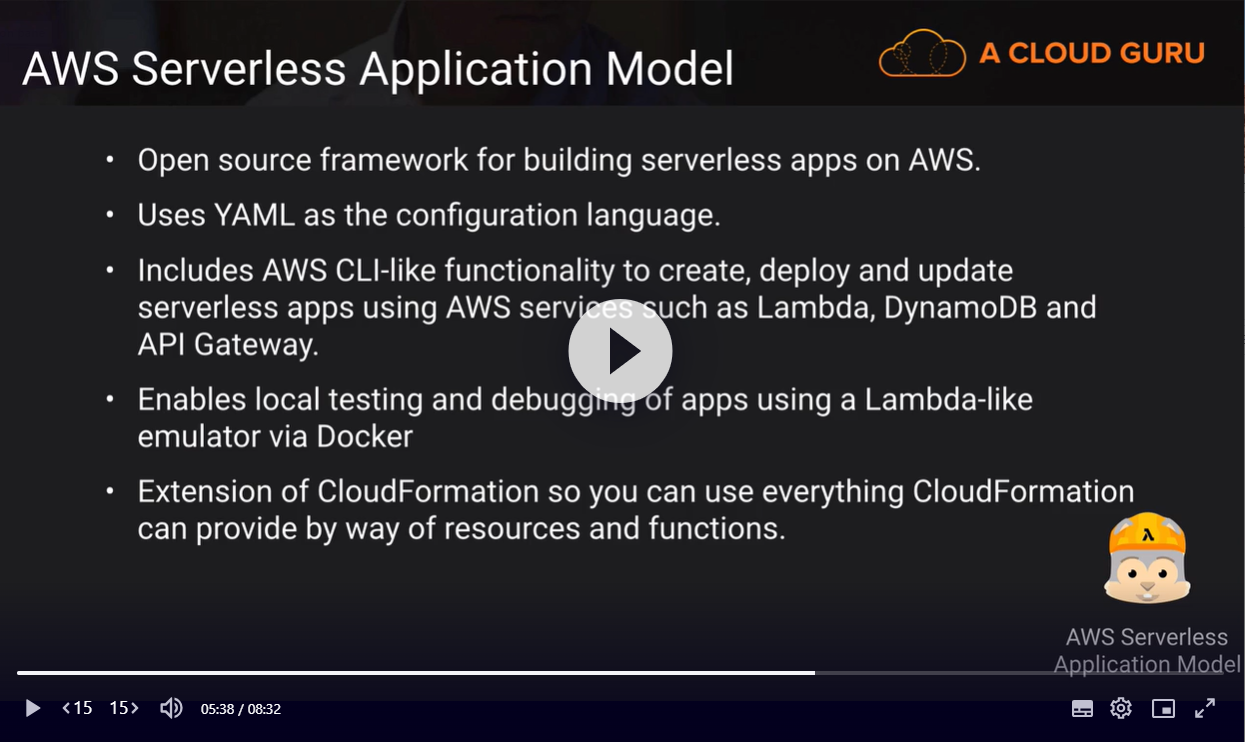 AWS Serverless Application Model
A CLOUD GURU
• Open source framework for building serverless apps on AWS.
• Uses YAML as the configuration language.
• Includes AWS CLI-like functionality to create, deploy and update
serverless apps using AWS services such as Lambda, DynamoDB and
API Gateway.
• Enables local testing and debugging of apps using a Lambda-like
emulator via Docker
• Extension of CloudFormation so you can use everything CloudFormation
can provide by way of resources and functions.
λ
AWS Serverless
Application Model
<15 15> 05:38 / 08:32